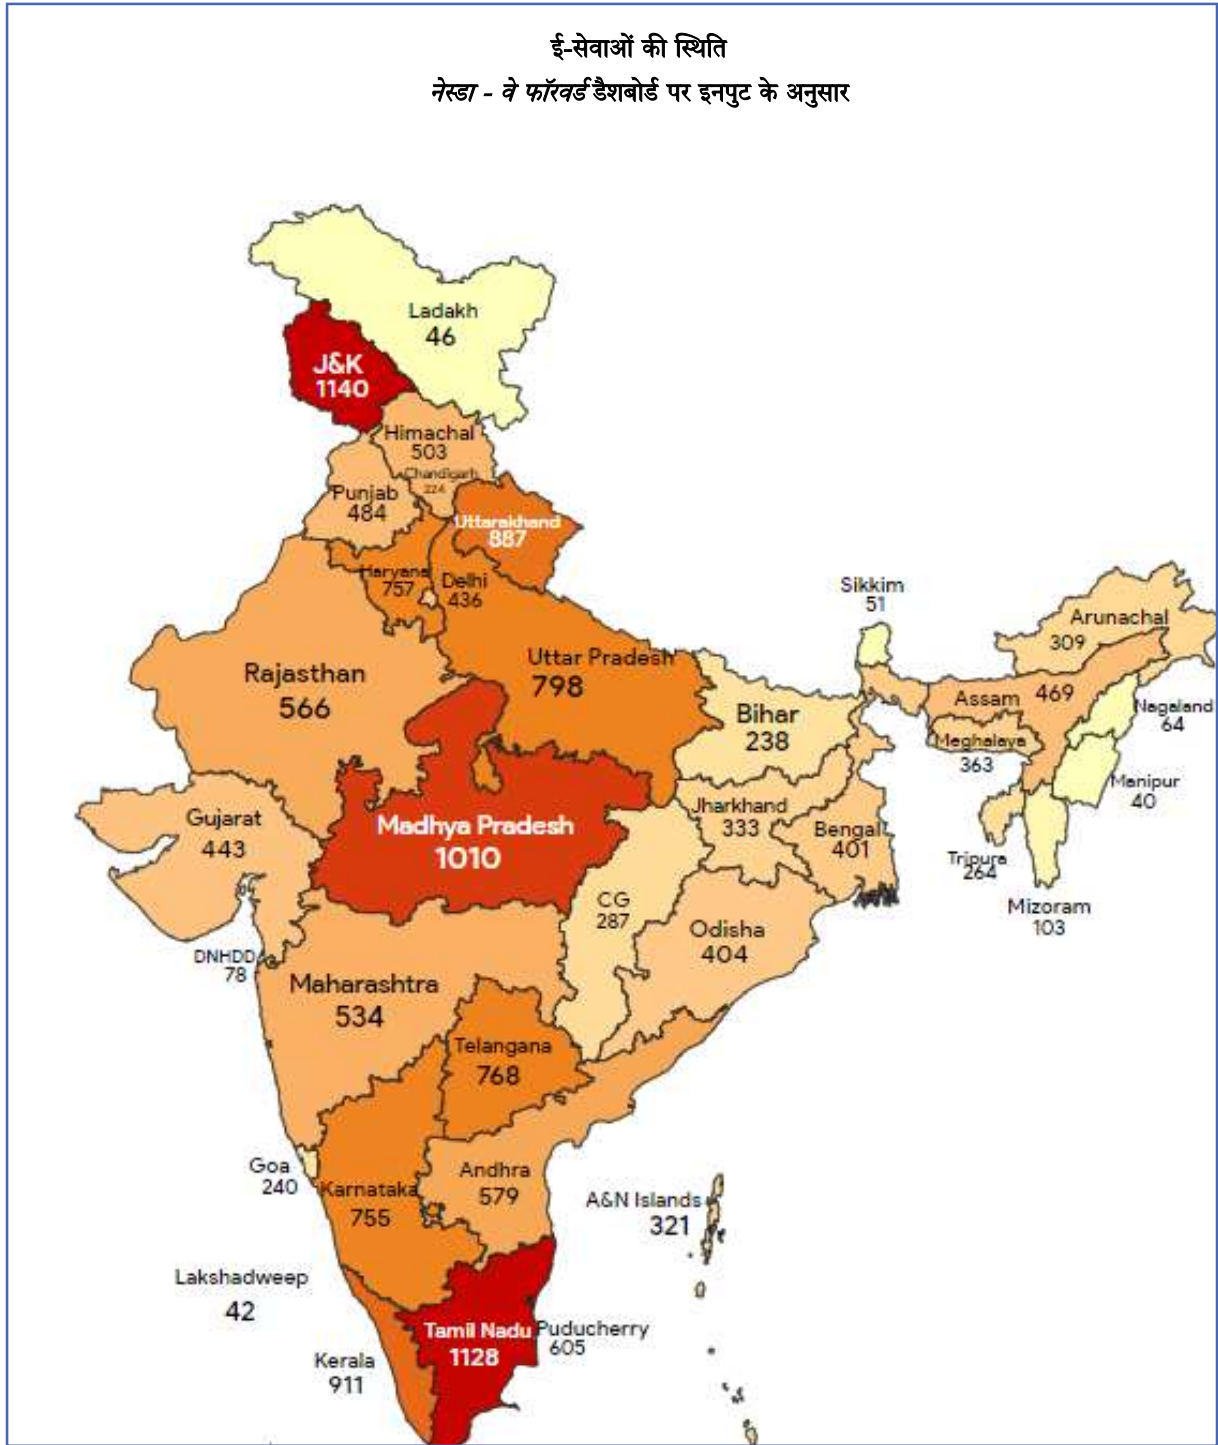 ई-सेवाओं की स्थिति
नेस्डा - वे फॉरवर्ड डैशबोर्ड पर इनपुट के अनुसार
Ladakh
46
J&K
1140
Himachal
503
Chandigarh
224
Punjab
484
Uttarakhand
887
Haryana
757
Delhi
436
Sikkim
51
Arunachal
309
Rajasthan
566
Uttar Pradesh
798
Assam 469
Nagaland
64
Bihar
238
Meghalaya
363
Manipur
40
Gujarat
443
Madhya Pradesh
1010
Jharkhand
333
Bengal
401
Tripura
264
Mizoram
103
CG
287
Odisha
404
DNHDD
78
Maharashtra
534
Telangana
768
Goa
240
Karnataka
755
Andhra
579
A&N Islands
321
Lakshadweep
42
Tamil Nadu
1128
Puducherry
605
Kerala
911